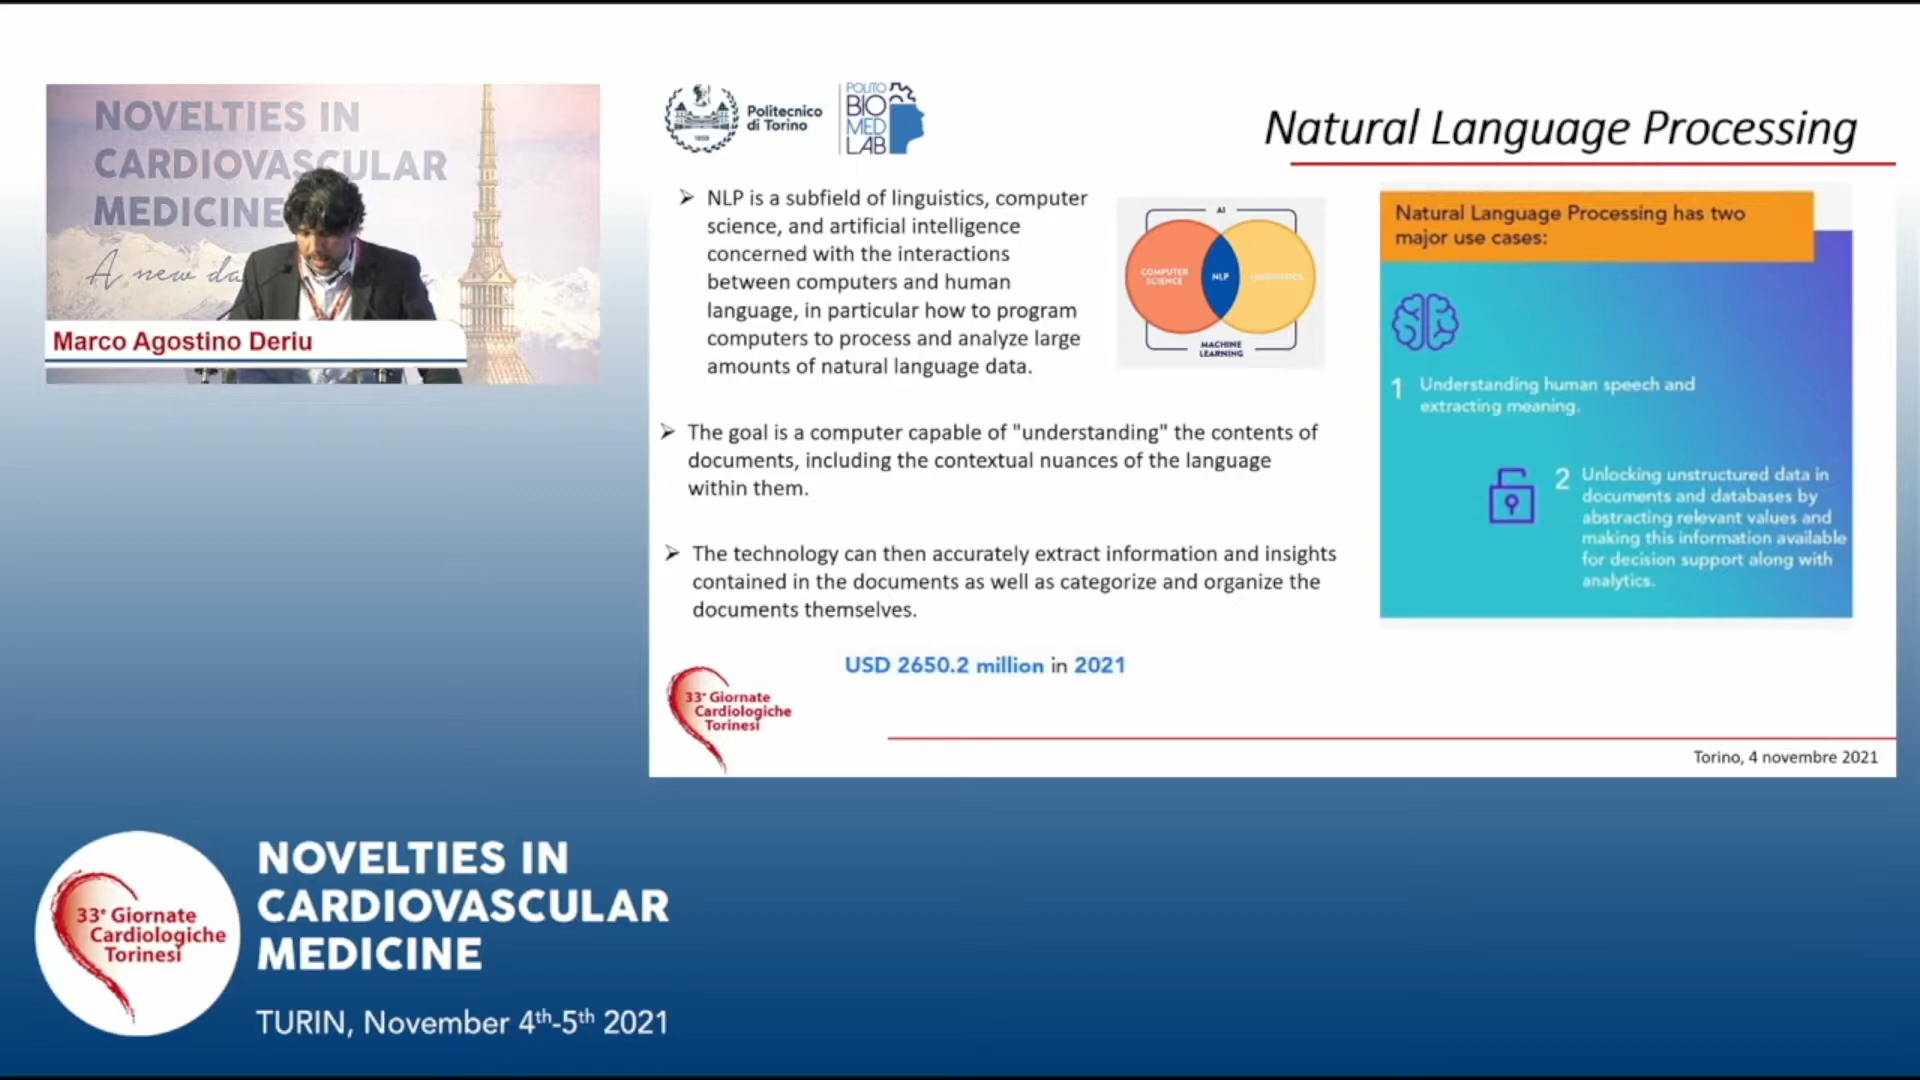 NOVELTIES IN
CARDIOVASCULAR
MEDICINE
A new da
Marco Agostino Deriu
Politecnico
di Torino
1859
POLITO
BIO
MED
LAB
Natural Language Processing
NLP is a subfield of linguistics, computer
science, and artificial intelligence
concerned with the interactions
between computers and human
language, in particular how to program
computers to process and analyze large
amounts of natural language data.
AI
COMPUTER
SCIENCE
NLP
LINGUISTICS
MACHINE
LEARNING
Natural Language Processing has two
major use cases:
1 Understanding human speech and
extracting meaning.
2 Unlocking unstructured data in
documents and databases by
abstracting relevant values and
making this information available
for decision support along with
analytics.
The goal is a computer capable of "understanding" the contents of
documents, including the contextual nuances of the language
within them.
The technology can then accurately extract information and insights
contained in the documents as well as categorize and organize the
documents themselves.
USD 2650.2 million in 2021
33° Giornate
Cardiologiche
Torinesi
Torino, 4 novembre 2021
33° Giornate
Cardiologiche
Torinesi
NOVELTIES IN
CARDIOVASCULAR
MEDICINE
TURIN, November 4th-5th 2021